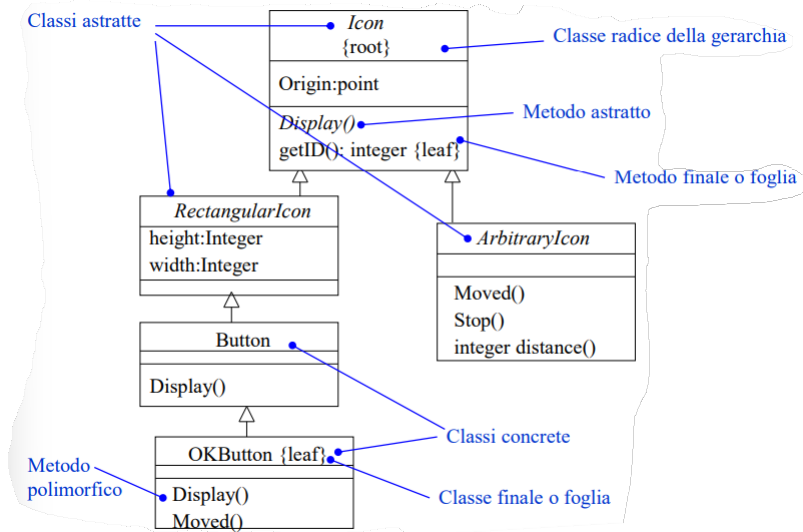 Classi astratte
Icon
{root}
Classe radice della gerarchia
Origin:point
Metodo astratto
Display()
getID(): integer {leaf}
Metodo finale o foglia
RectangularIcon
height:Integer
width:Integer
ArbitraryIcon
Moved()
Stop()
integer distance()
Button
Display()
Classi concrete
OKButton {leaf}
Metodo
polimorfico
Classe finale o foglia
Display()
Moved()